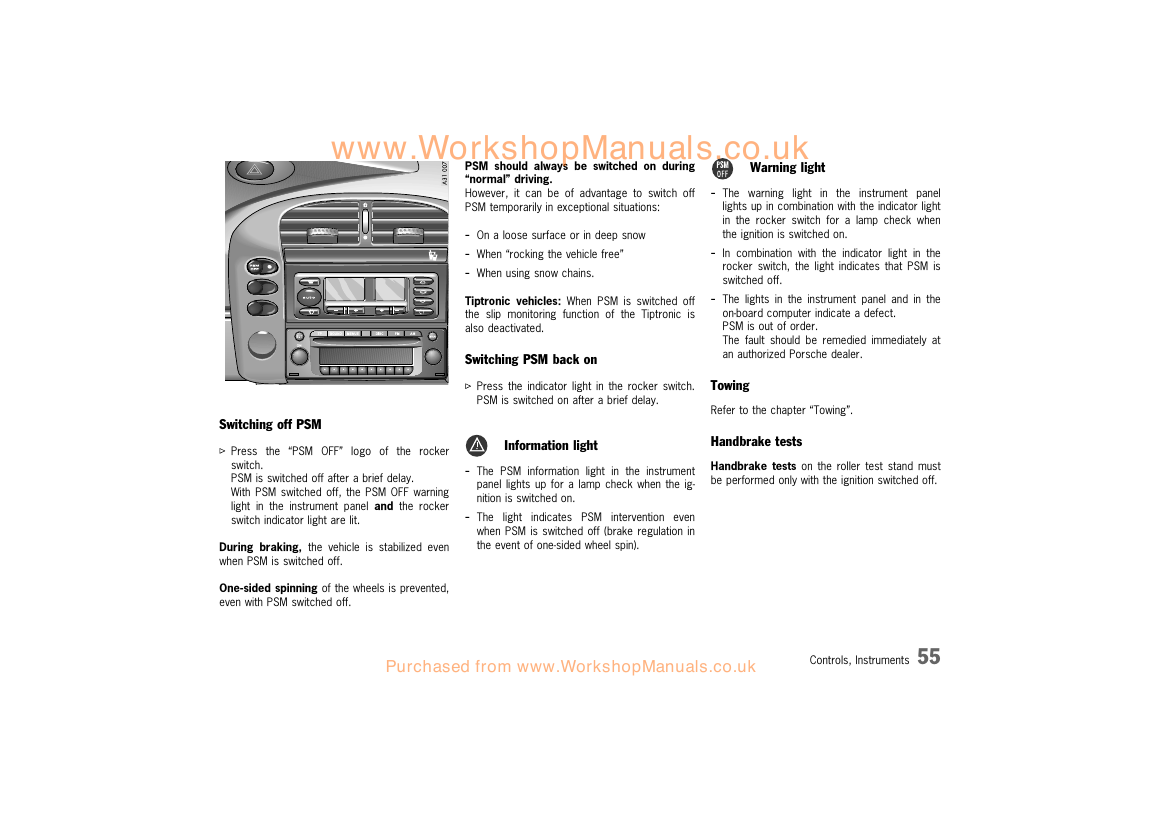 www.WorkshopManuals.co.uk
A31 007
AUTO
Switching off PSM
⊳ Press the “PSM OFF” logo of the rocker
switch.
PSM is switched off after a brief delay.
With PSM switched off, the PSM OFF warning
light in the instrument panel and the rocker
switch indicator light are lit.
During braking, the vehicle is stabilized even
when PSM is switched off.
One-sided spinning of the wheels is prevented,
even with PSM switched off.
PSM should always be switched on during
“normal” driving.
However, it can be of advantage to switch off
PSM temporarily in exceptional situations:
- On a loose surface or in deep snow
- When “rocking the vehicle free”
- When using snow chains.
Tiptronic vehicles: When PSM is switched off
the slip monitoring function of the Tiptronic is
also deactivated.
Switching PSM back on
⊳ Press the indicator light in the rocker switch.
PSM is switched on after a brief delay.
Information light
- The PSM information light in the instrument
panel lights up for a lamp check when the ig-
nition is switched on.
- The light indicates PSM intervention even
when PSM is switched off (brake regulation in
the event of one-sided wheel spin).
PSM
OFF
Warning light
- The warning light in the instrument panel
lights up in combination with the indicator light
in the rocker switch for a lamp check when
the ignition is switched on.
- In combination with the indicator light in the
rocker switch, the light indicates that PSM is
switched off.
- The lights in the instrument panel and in the
on-board computer indicate a defect.
PSM is out of order.
The fault should be remedied immediately at
an authorized Porsche dealer.
Towing
Refer to the chapter “Towing”.
Handbrake tests
Handbrake tests on the roller test stand must
be performed only with the ignition switched off.
Controls, Instruments 55
Purchased from www.WorkshopManuals.co.uk